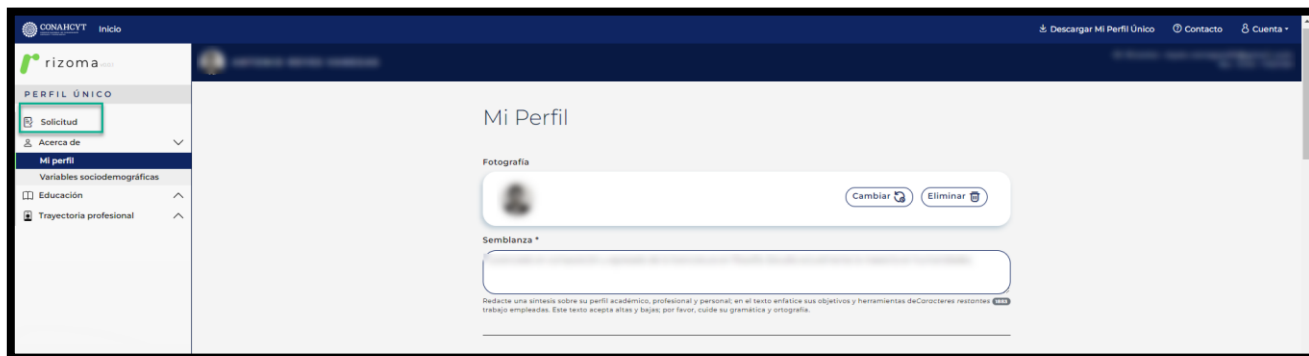 CONAHCYT Inicio
Descargar Mi Perfil Único Contacto Cuenta
rizoma
PERFIL ÚNICO
Solicitud
Acerca de
Mi perfil
Variables sociodemográficas
Educación
Trayectoria profesional
Mi Perfil
Fotografía
Cambiar Eliminar
Semblanza *
Redacte una síntesis sobre su perfil académico, profesional y personal; en el texto enfatice sus objetivos y herramientas deCaracteres restantes
trabajo empleadas. Este texto acepta altas y bajas; por favor, cuide su gramática y ortografía.